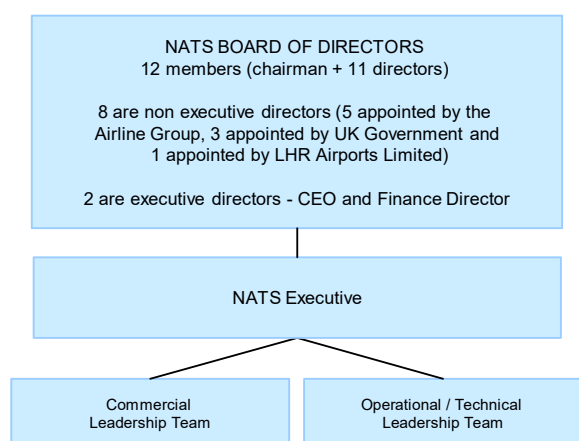 NATS BOARD OF DIRECTORS
12 members (chairman + 11 directors)
8 are non executive directors (5 appointed by the
Airline Group, 3 appointed by UK Government and
1 appointed by LHR Airports Limited)
2 are executive directors - CEO and Finance Director
NATS Executive
Commercial
Leadership Team
Operational / Technical
Leadership Team